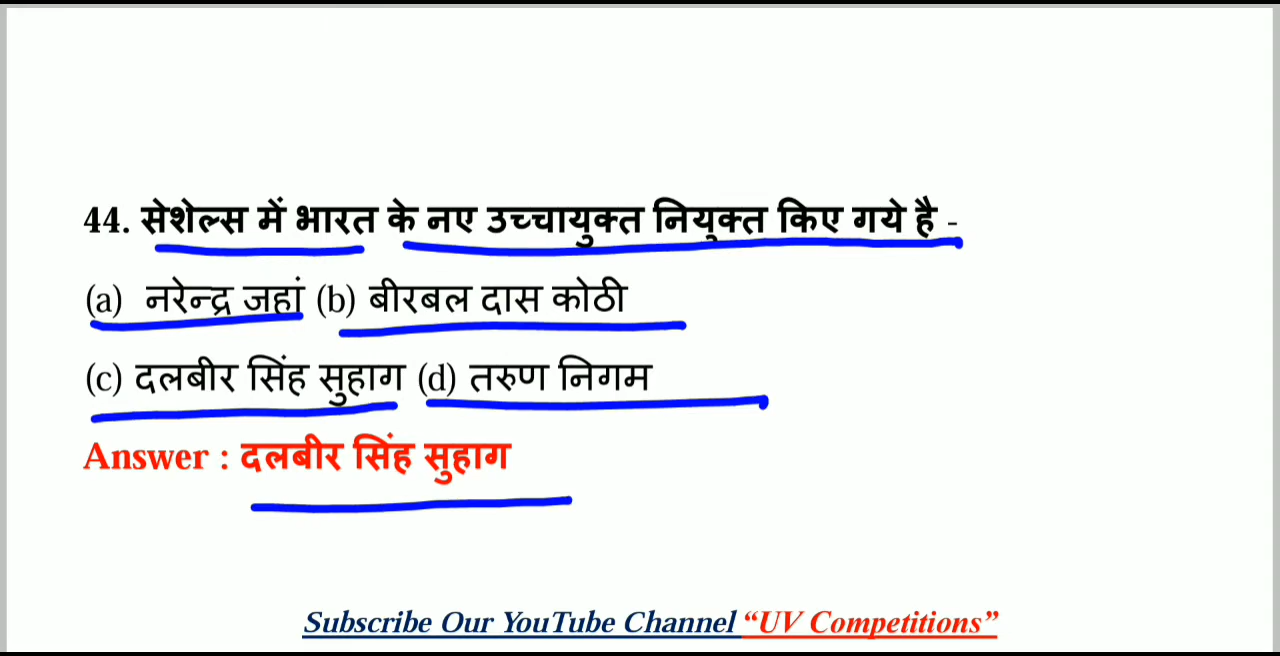 44. सेशेल्स में भारत के नए उच्चायुक्त नियुक्त किए गये है -
(a) नरेन्द्र जहां (b) बीरबल दास कोठी
(c) दलबीर सिंह सुहाग (d) तरुण निगम
Answer : दलबीर सिंह सुहाग
Subscribe Our YouTube Channel “UV Competitions”